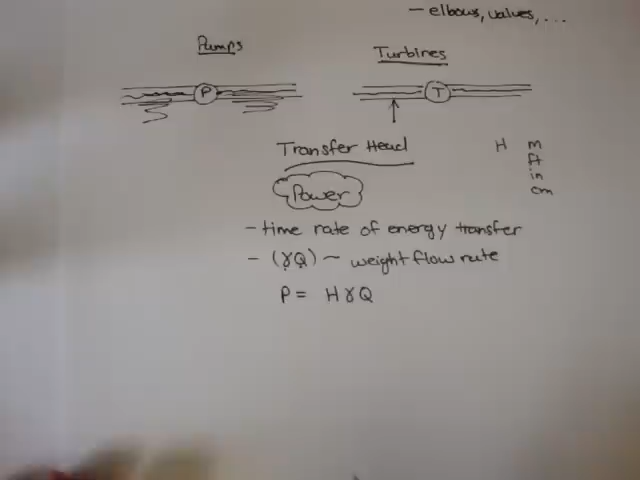 - elbows, valves, ...
Pumps
Turbines
P
T
Transfer Head
H m
ft
in
cm
Power
- time rate of energy transfer
- (γQ) ~ weight flow rate
P = HγQ